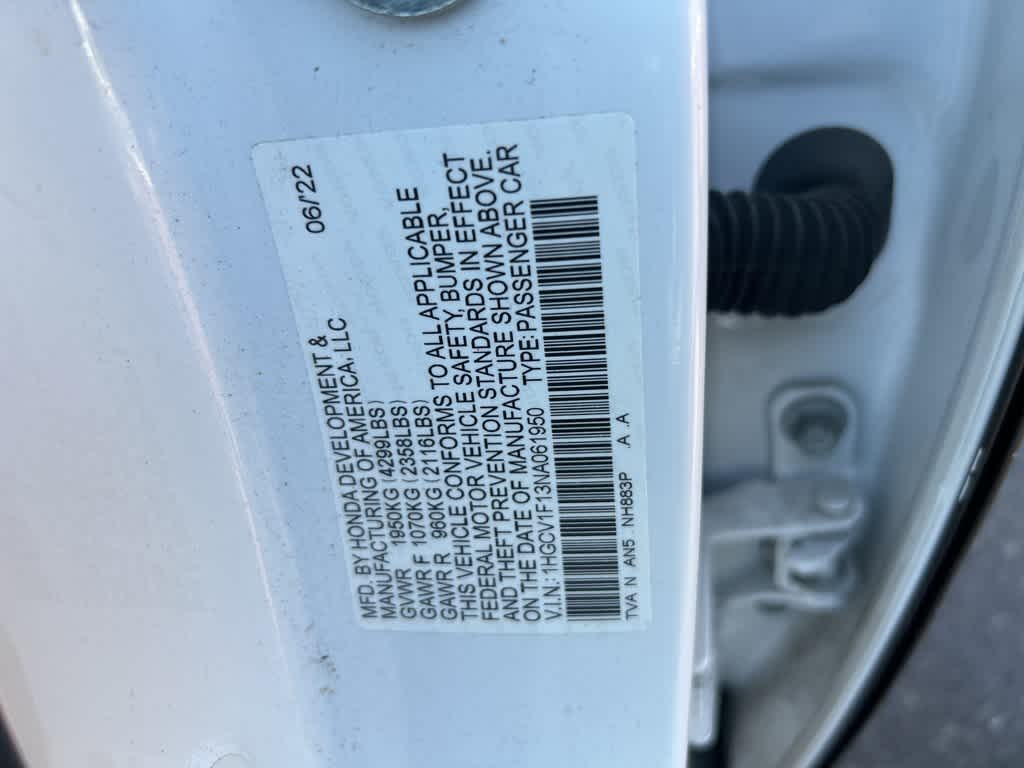 MFD. BY HONDA DEVELOPMENT & 06/22
MANUFACTURING OF AMERICA, LLC
GVWR 1950KG (4299LBS)
GAWR F 1070KG (2358LBS)
GAWR R 960KG (2116LBS)
THIS VEHICLE CONFORMS TO ALL APPLICABLE
FEDERAL MOTOR VEHICLE SAFETY, BUMPER,
AND THEFT PREVENTION STANDARDS IN EFFECT
ON THE DATE OF MANUFACTURE SHOWN ABOVE.
V.I.N.: 1HGCV1F13NA061950 TYPE: PASSENGER CAR
TVA N AN5 - NH883P .A .A